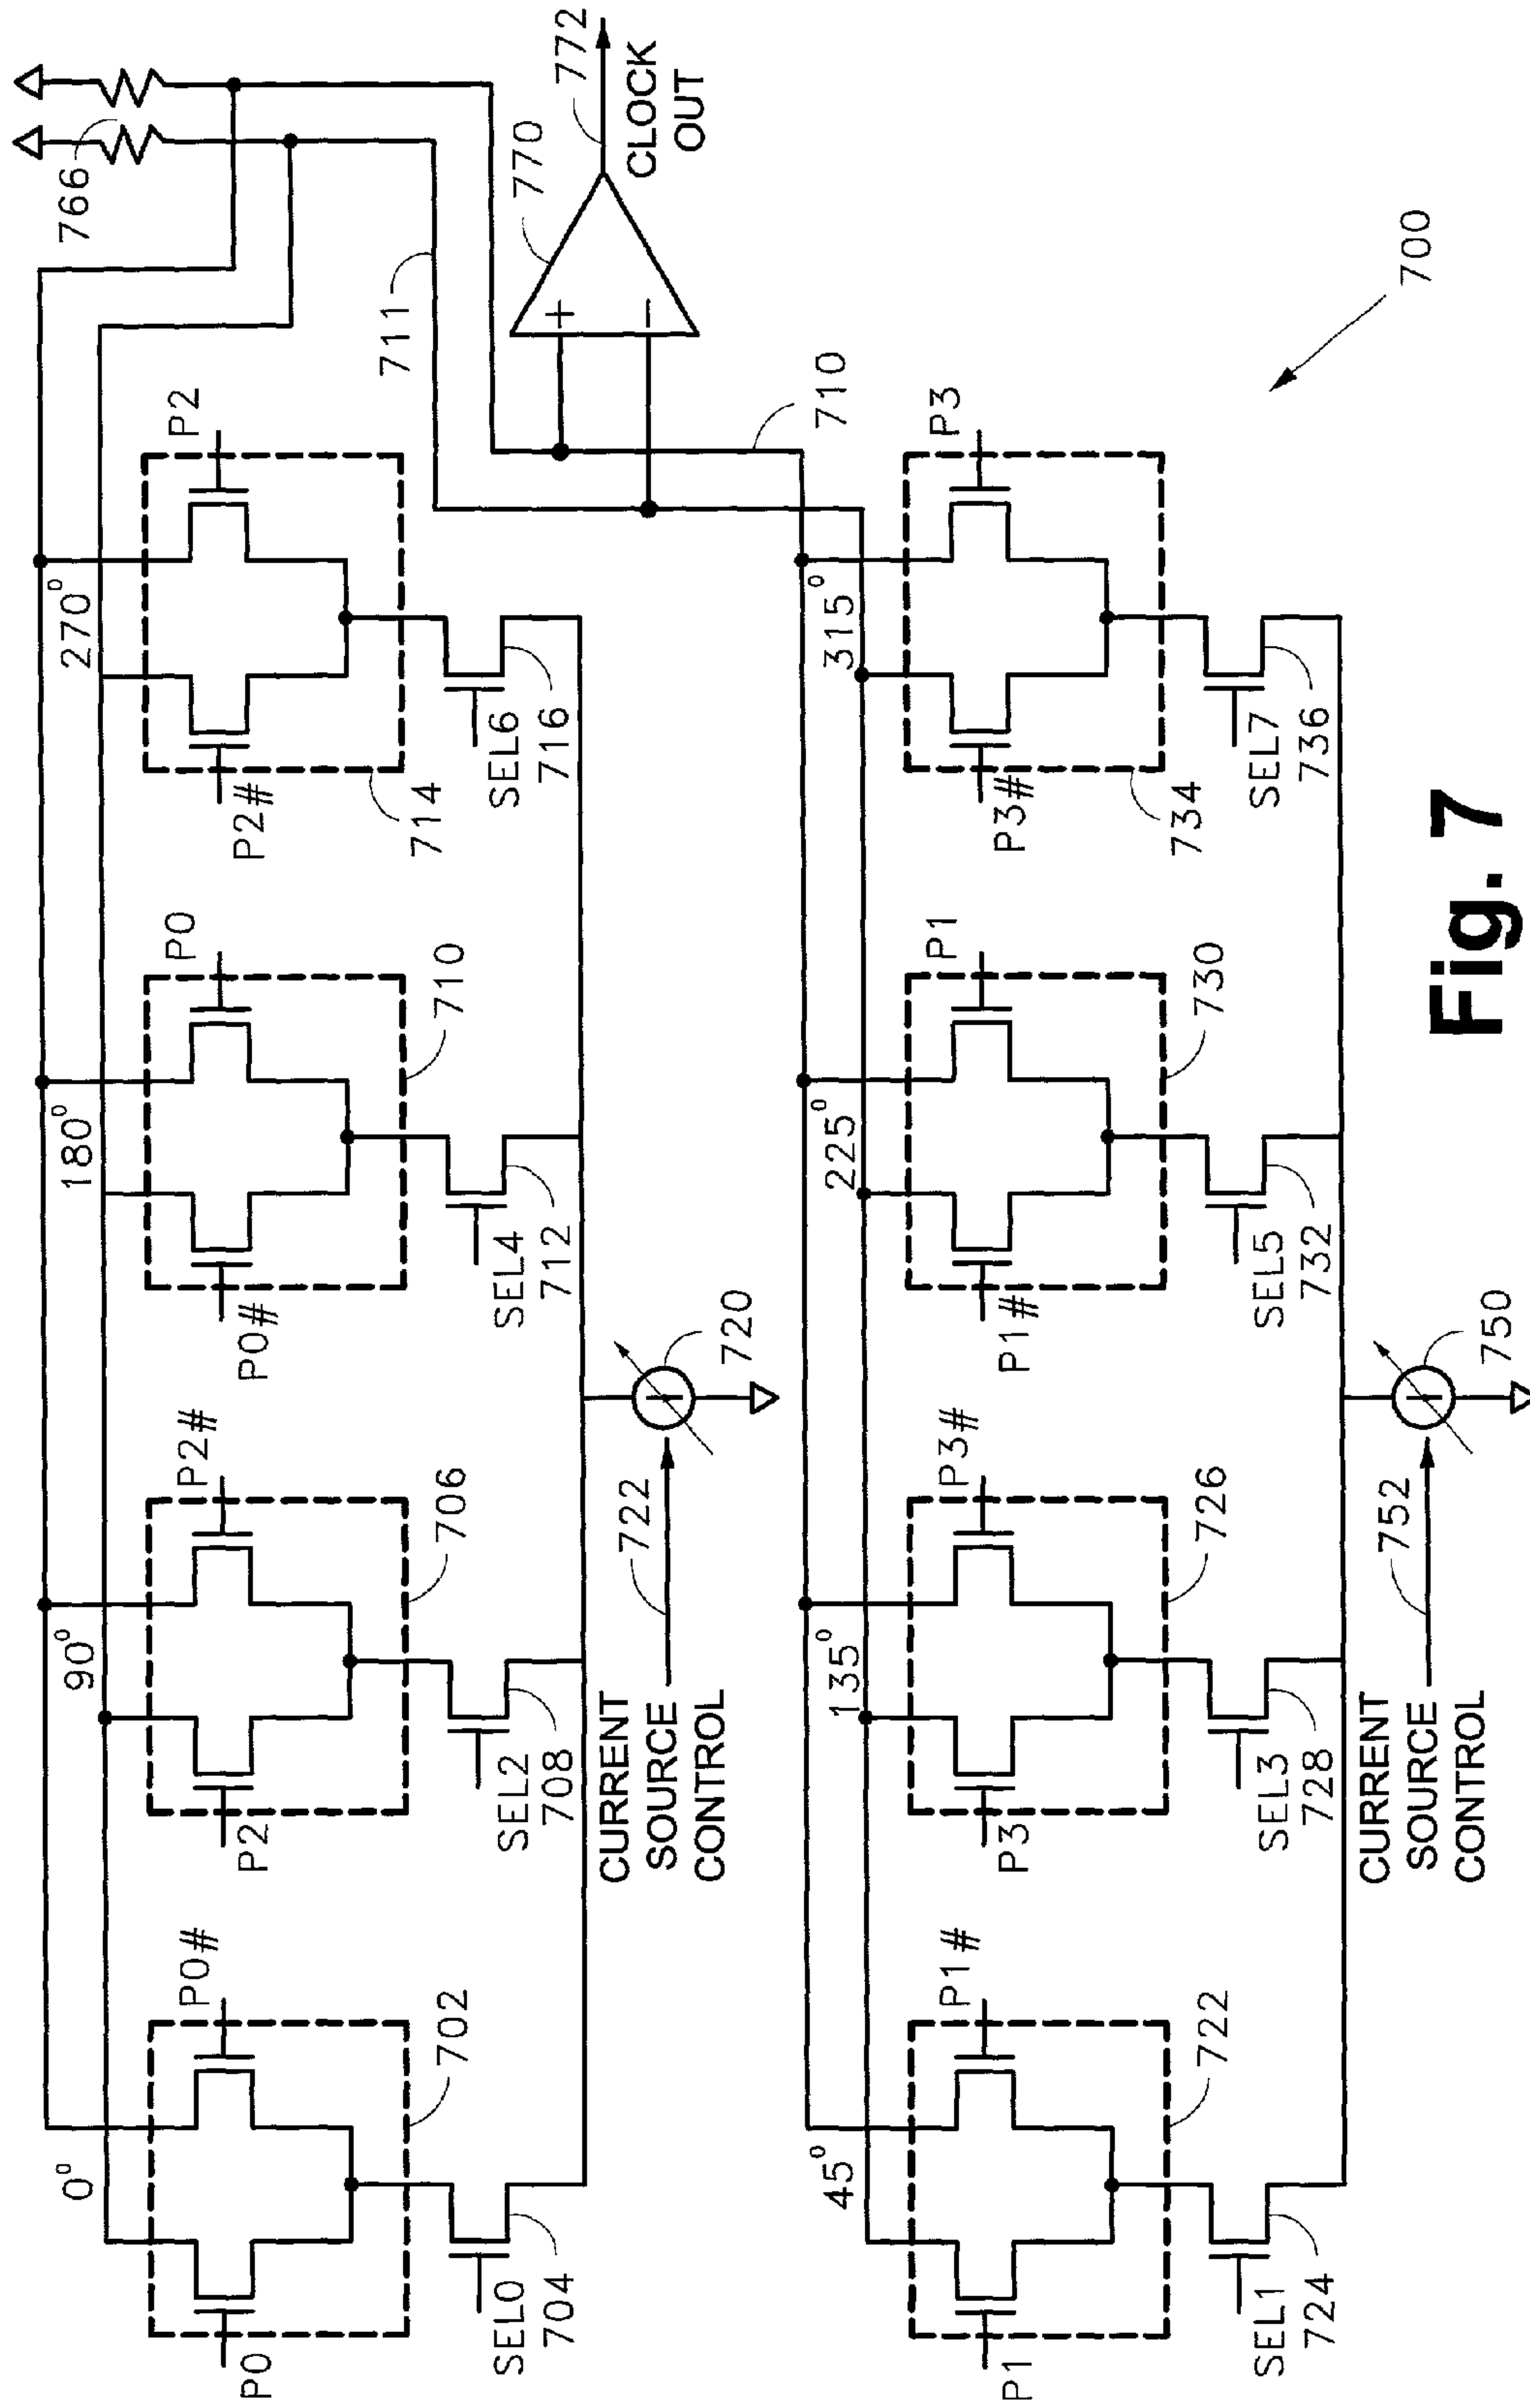 766
0°
90°
180°
270°
P0
P0#
P2
P2#
P0#
P0
P2#
P2
702
706
710
714
SEL0
704
SEL2
708
SEL4
712
SEL6
716
CURRENT
SOURCE
CONTROL
722
720
711
710
770
772
CLOCK
OUT
+
−
45°
135°
225°
315°
P1
P1#
P3
P3#
P1#
P1
P3#
P3
722
726
730
734
SEL1
724
SEL3
728
SEL5
732
SEL7
736
CURRENT
SOURCE
CONTROL
752
750
700
Fig. 7